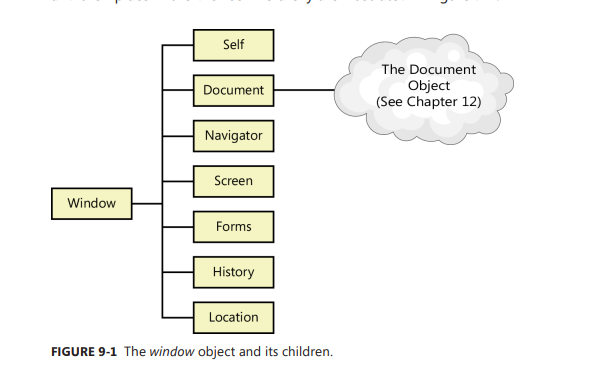 Self
Document
Navigator
Screen
Window
Forms
History
Location
The Document
Object
(See Chapter 12)
FIGURE 9-1 The window object and its children.